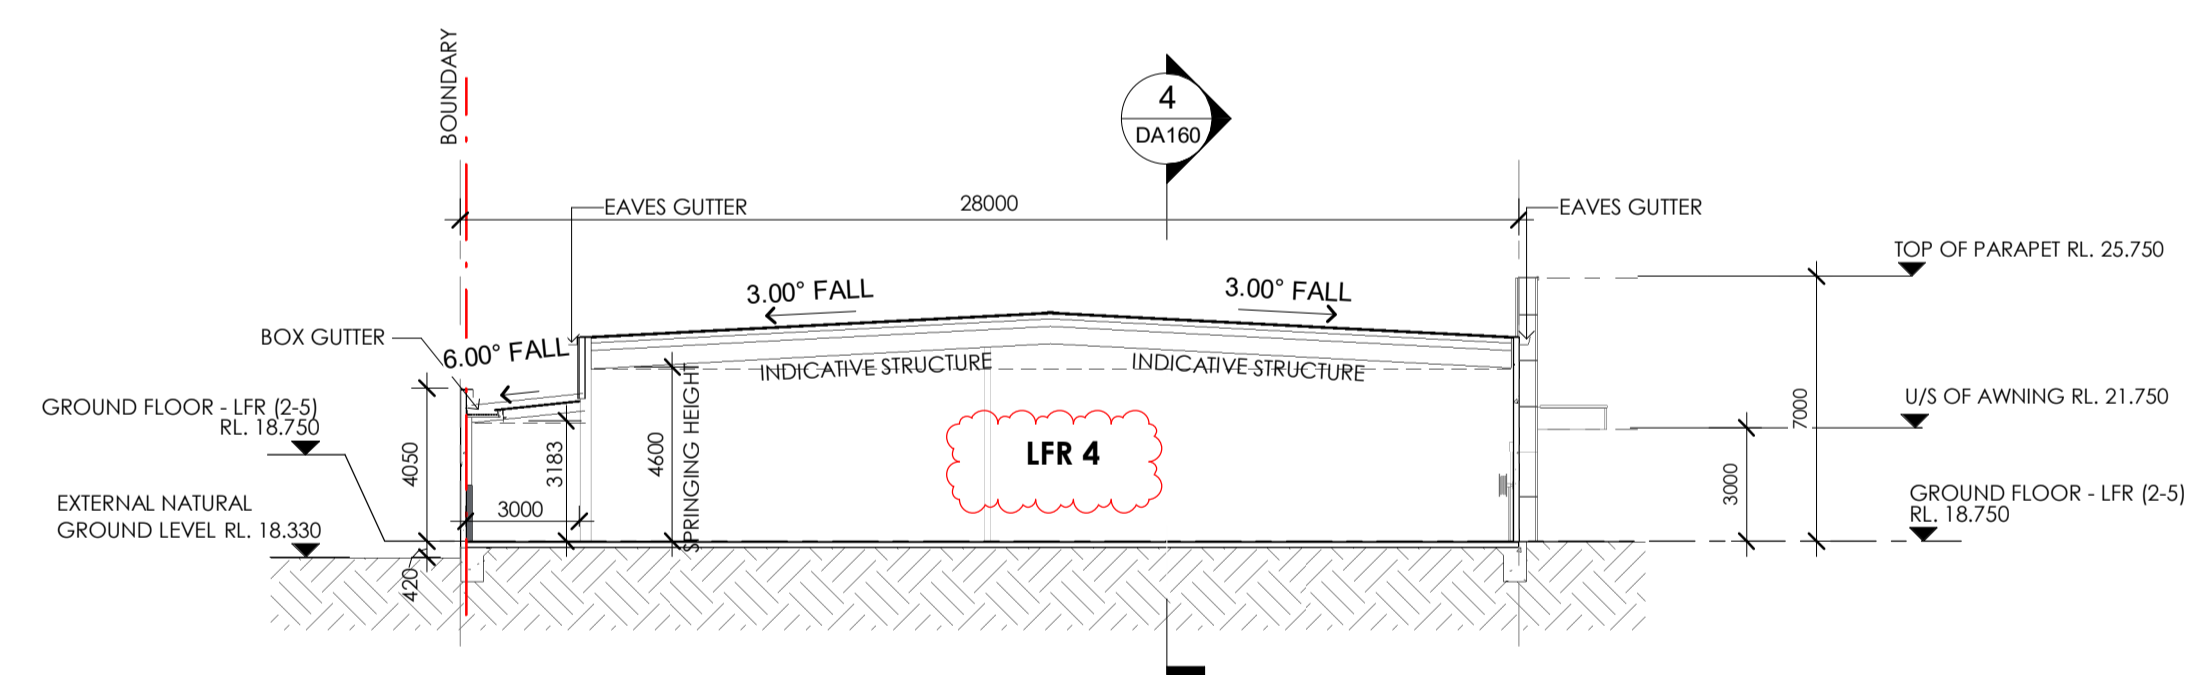 BOUNDARY
4
DA160
EAVES GUTTER
28000
EAVES GUTTER
TOP OF PARAPET RL. 25.750
3.00° FALL
3.00° FALL
BOX GUTTER
6.00° FALL
INDICATIVE STRUCTURE
INDICATIVE STRUCTURE
U/S OF AWNING RL. 21.750
GROUND FLOOR - LFR (2-5)
RL. 18.750
7000
4050
3183
4600
SPRINGING HEIGHT
LFR 4
3000
EXTERNAL NATURAL
GROUND LEVEL RL. 18.330
3000
GROUND FLOOR - LFR (2-5)
RL. 18.750
420